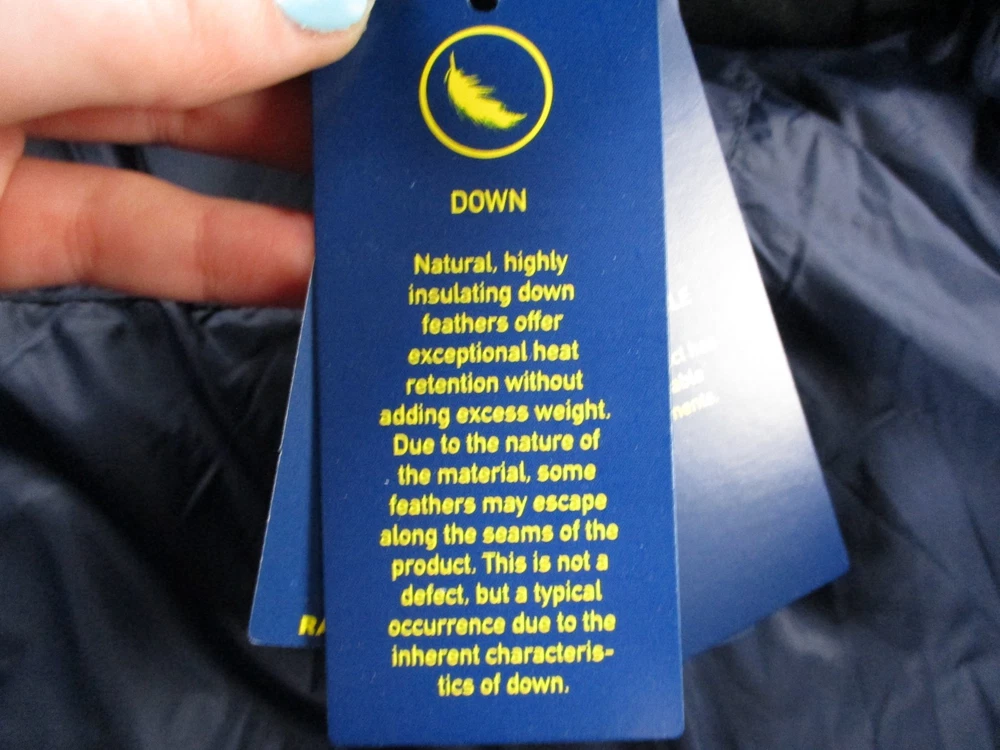 DOWN
Natural, highly
insulating down
feathers offer
exceptional heat
retention without
adding excess weight.
Due to the nature of
the material, some
feathers may escape
along the seams of the
product. This is not a
defect, but a typical
occurrence due to the
inherent characteris-
tics of down.